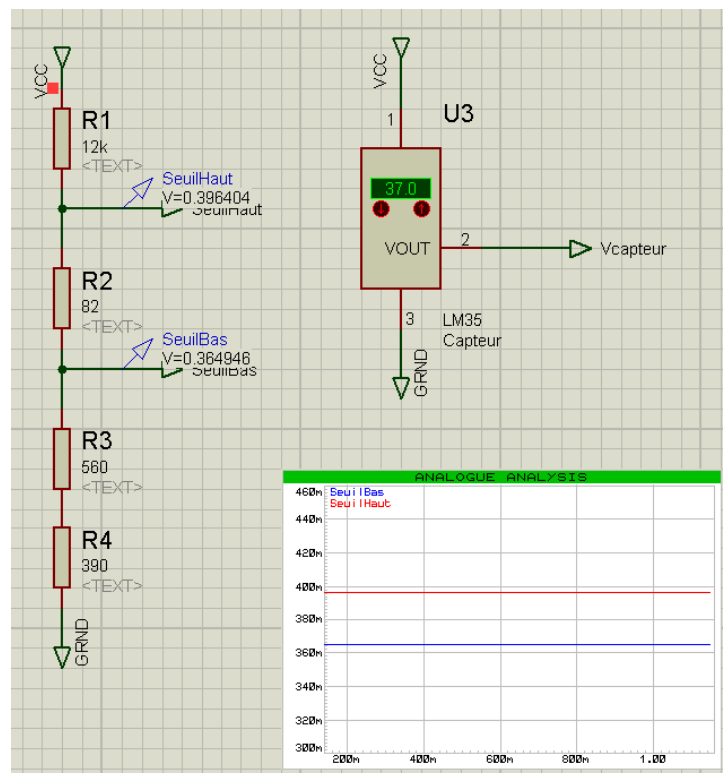 VCC
R1
12k
<TEXT>
SeuilHaut
V=0.396404
SeuilHaut
R2
82
<TEXT>
SeuilBas
V=0.364946
SeuilBas
R3
560
<TEXT>
R4
390
<TEXT>
GRND
VCC
1
U3
37.0
VOUT
2
Vcapteur
3
LM35
Capteur
GRND
ANALOGUE ANALYSIS
SeuilBas
SeuilHaut
460m
440m
420m
400m
380m
360m
340m
320m
300m
200m 400m 600m 800m 1.00